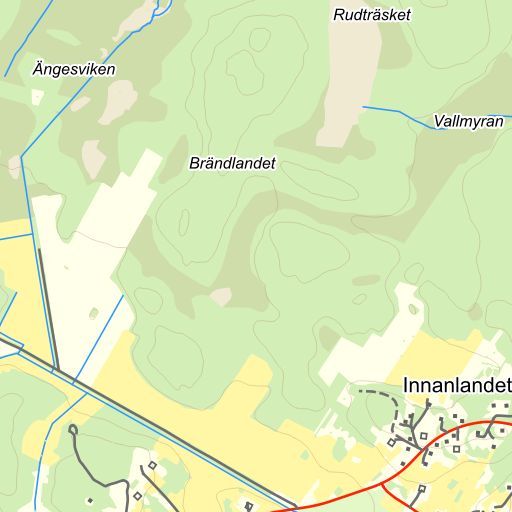 Rudträsket
Ängesviken
Vallmyran
Brändlandet
Innanlandet